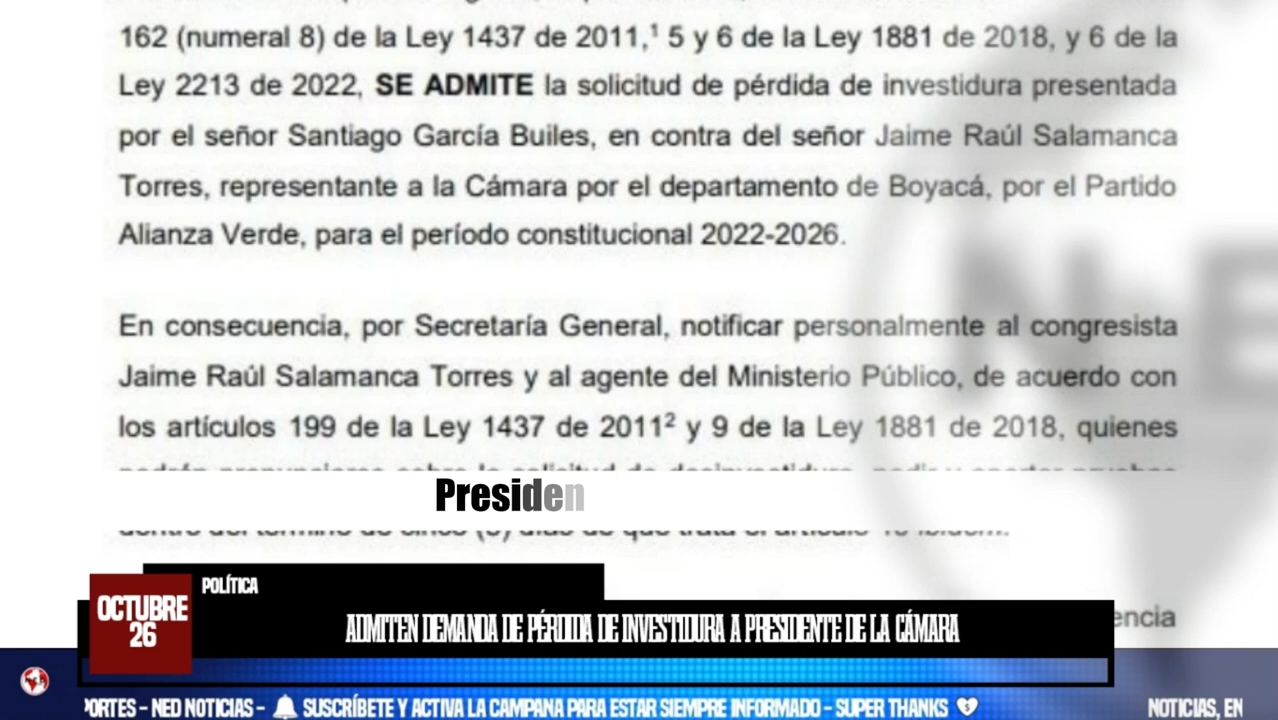 162 (numeral 8) de la Ley 1437 de 2011,¹ 5 y 6 de la Ley 1881 de 2018, y 6 de la
Ley 2213 de 2022, SE ADMITE la solicitud de pérdida de investidura presentada
por el señor Santiago García Builes, en contra del señor Jaime Raúl Salamanca
Torres, representante a la Cámara por el departamento de Boyacá, por el Partido
Alianza Verde, para el período constitucional 2022-2026.
En consecuencia, por Secretaría General, notificar personalmente al congresista
Jaime Raúl Salamanca Torres y al agente del Ministerio Público, de acuerdo con
los artículos 199 de la Ley 1437 de 2011² y 9 de la Ley 1881 de 2018, quienes
Presiden
POLÍTICA
OCTUBRE
26
ADMITEN DEMANDA DE PÉRDIDA DE INVESTIDURA A PRESIDENTE DE LA CÁMARA
encia
PORTES - NED NOTICIAS - SUSCRÍBETE Y ACTIVA LA CAMPANA PARA ESTAR SIEMPRE INFORMADO - SUPER THANKS
NOTICIAS, EN